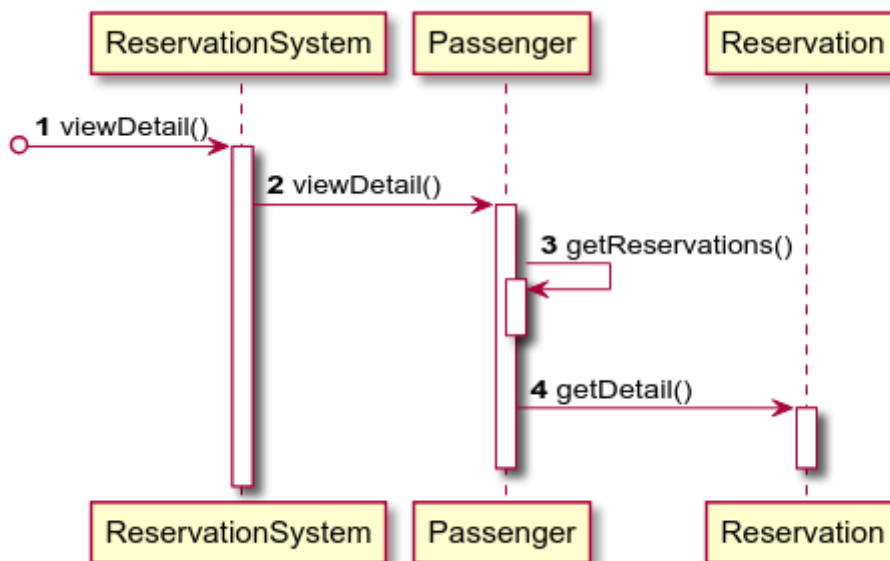 ReservationSystem Passenger Reservation
1 viewDetail()
2 viewDetail()
3 getReservations()
4 getDetail()
ReservationSystem Passenger Reservation